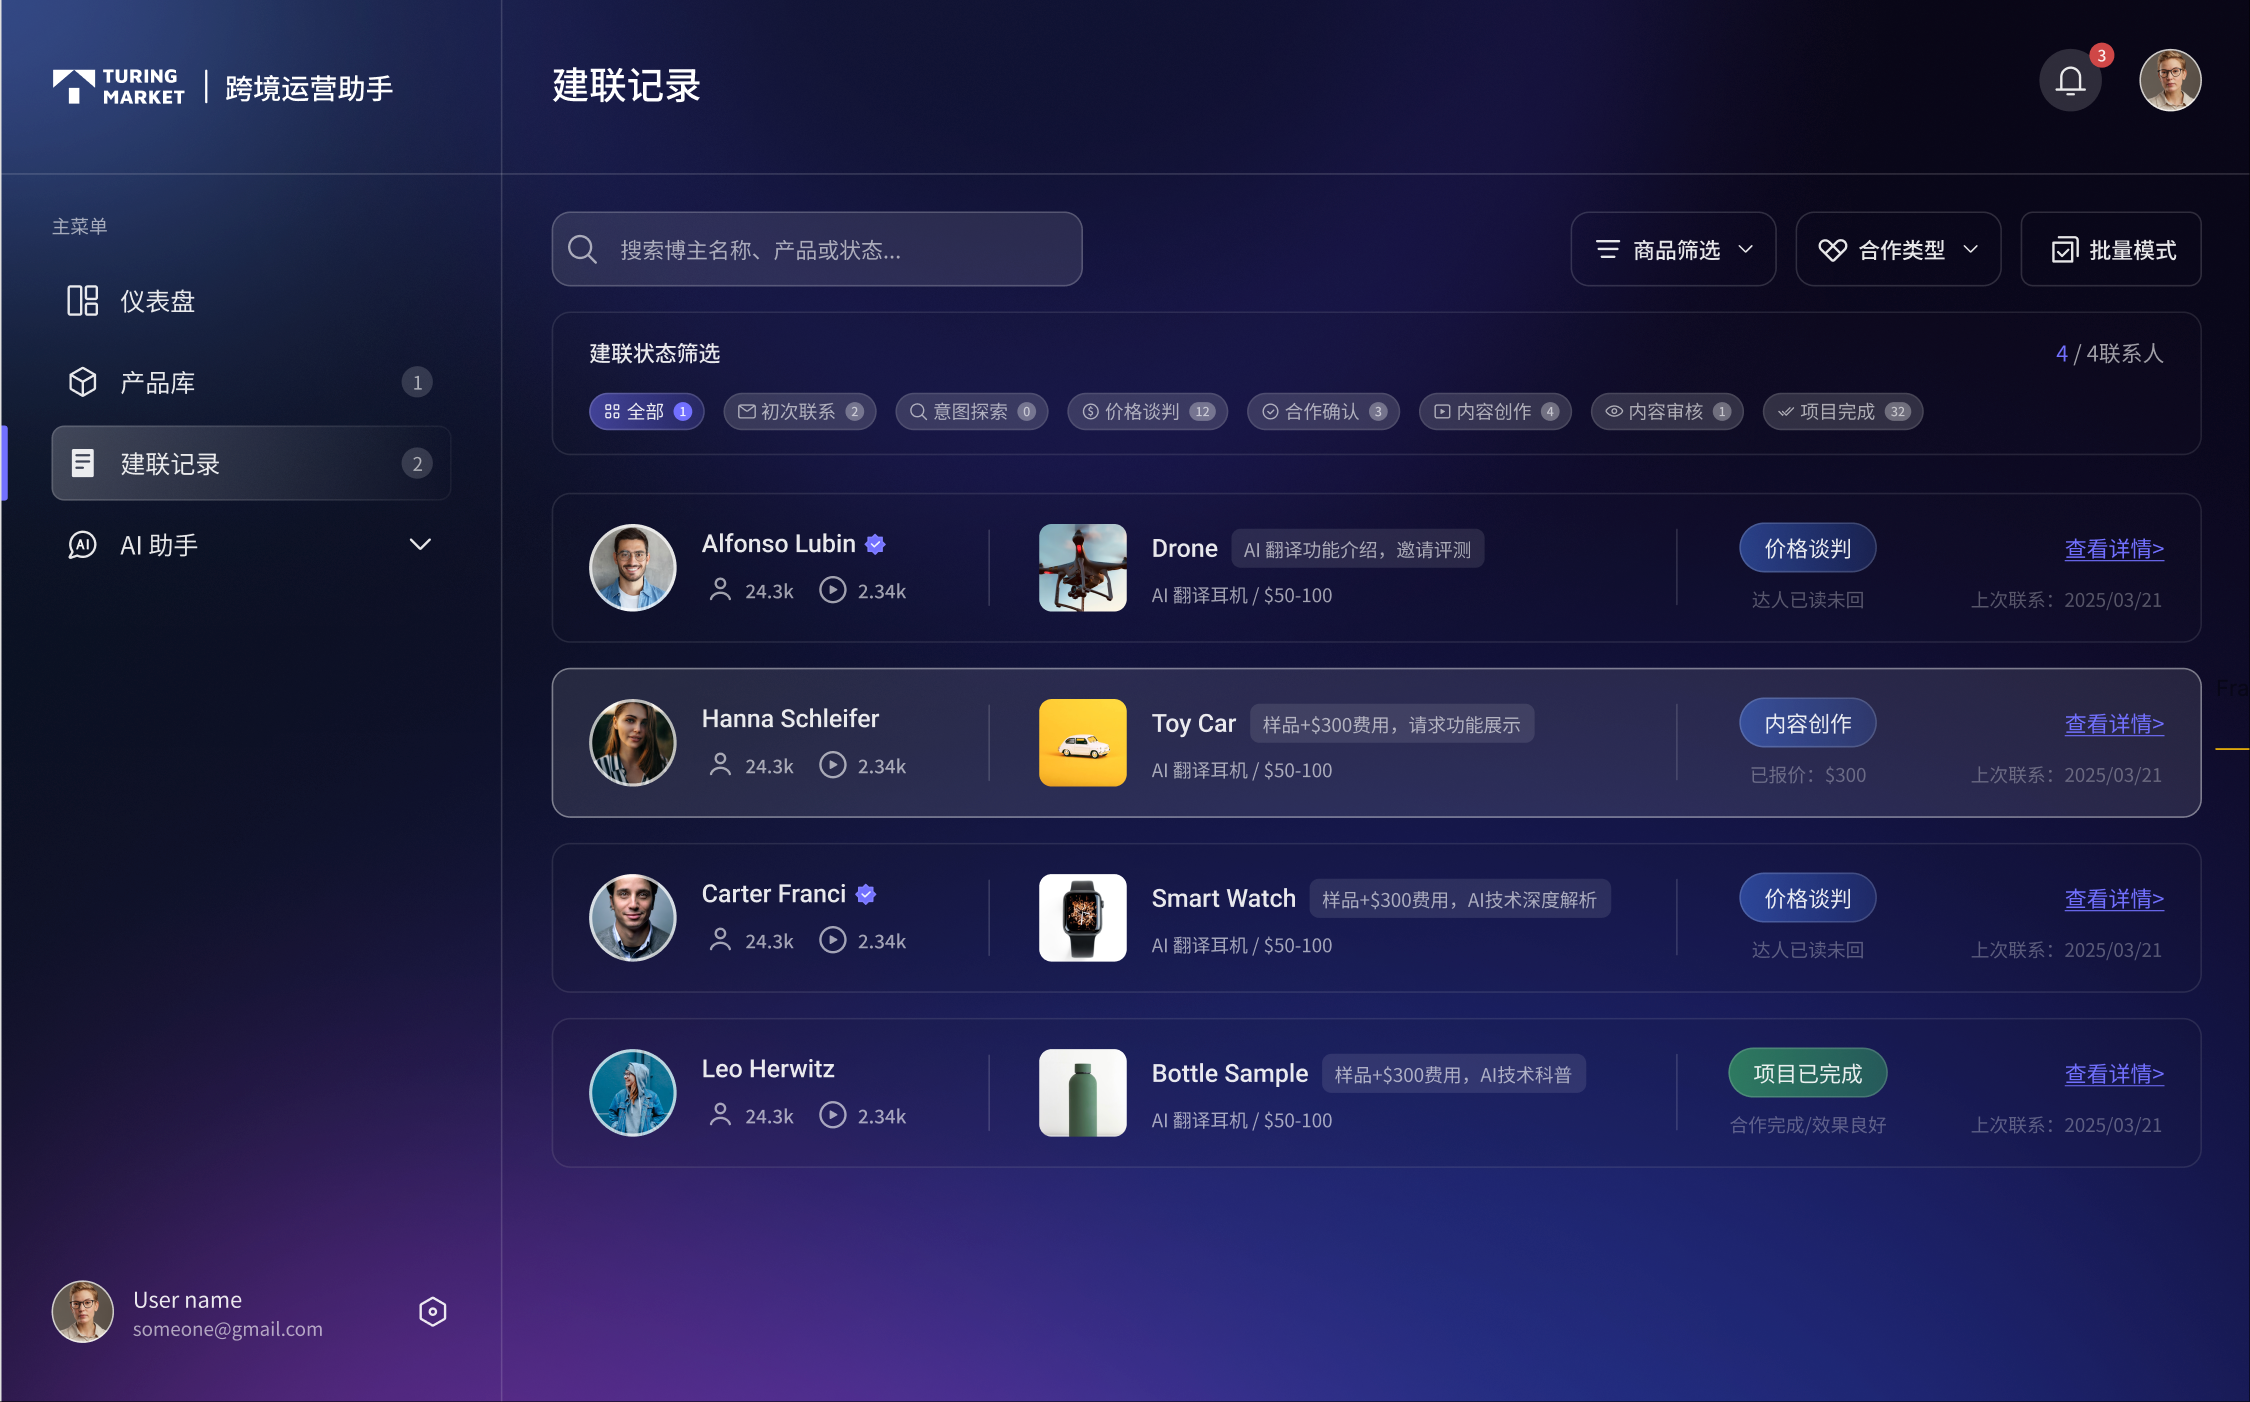 TURING
MARKET
跨境运营助手
建联记录
3
主菜单
仪表盘
产品库 1
建联记录 2
AI 助手
搜索博主名称、产品或状态...
商品筛选
合作类型
批量模式
建联状态筛选
4 / 4联系人
全部 1
初次联系 2
意图探索 0
价格谈判 12
合作确认 3
内容创作 4
内容审核 1
项目完成 32
Alfonso Lubin
24.3k 2.34k
Drone AI 翻译功能介绍，邀请评测
AI 翻译耳机 / $50-100
价格谈判
达人已读未回
查看详情>
上次联系：2025/03/21
Hanna Schleifer
24.3k 2.34k
Toy Car 样品+$300费用，请求功能展示
AI 翻译耳机 / $50-100
内容创作
已报价：$300
查看详情>
上次联系：2025/03/21
Carter Franci
24.3k 2.34k
Smart Watch 样品+$300费用，AI技术深度解析
AI 翻译耳机 / $50-100
价格谈判
达人已读未回
查看详情>
上次联系：2025/03/21
Leo Herwitz
24.3k 2.34k
Bottle Sample 样品+$300费用，AI技术科普
AI 翻译耳机 / $50-100
项目已完成
合作完成/效果良好
查看详情>
上次联系：2025/03/21
User name
someone@gmail.com